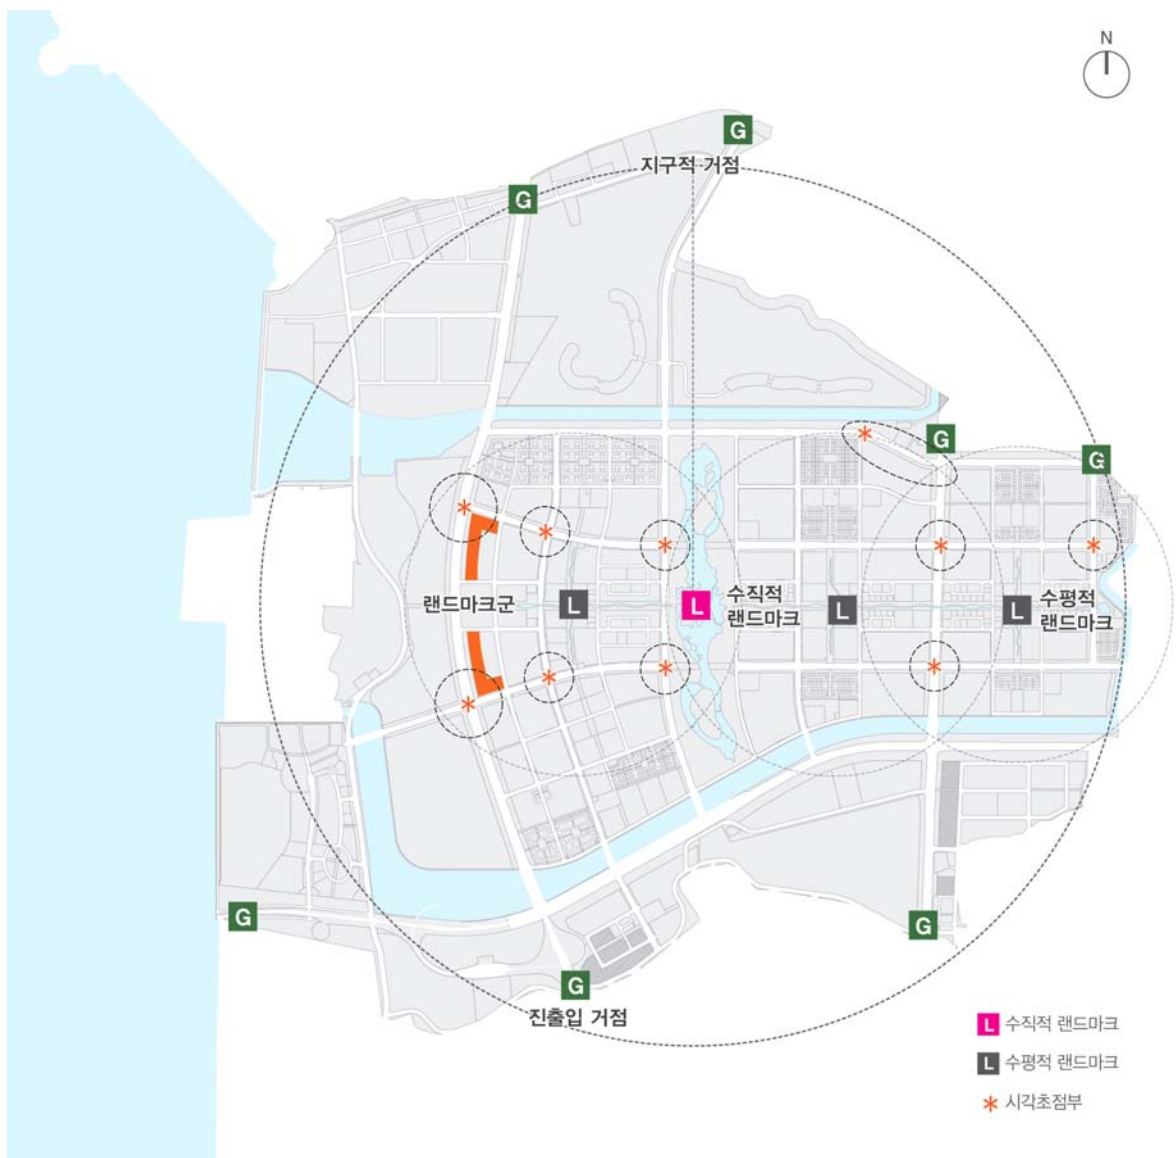 N
G
지구적 거점
G
G
G
랜드마크군
L
L
수직적
랜드마크
L
L
수평적
랜드마크
G
G
G
진출입 거점
L 수직적 랜드마크
L 수평적 랜드마크
* 시각초점부